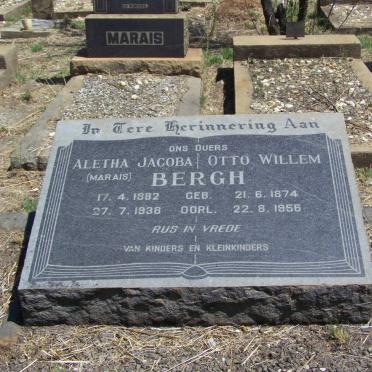 MARAIS
In Tere Herinnering Aan
ONS OUERS
ALETHA JACOBA OTTO WILLEM
(MARAIS) BERGH
17. 4. 1882 GEB. 21. 6. 1874
27. 7. 1938 OORL. 22. 8. 1956
RUS IN VREDE
VAN KINDERS EN KLEINKINDERS